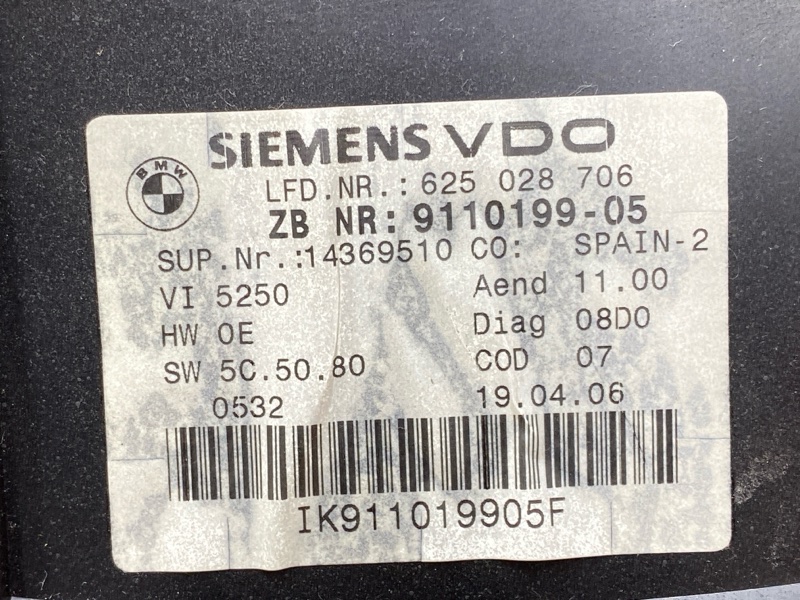 SIEMENS VDO
BMW
LFD.NR.: 625 028 706
ZB NR: 9110199-05
SUP.Nr.:14369510 CO: SPAIN-2
VI 5250 Aend 11.00
HW 0E Diag 08D0
SW 5C.50.80 COD 07
0532 19.04.06
IK911019905F